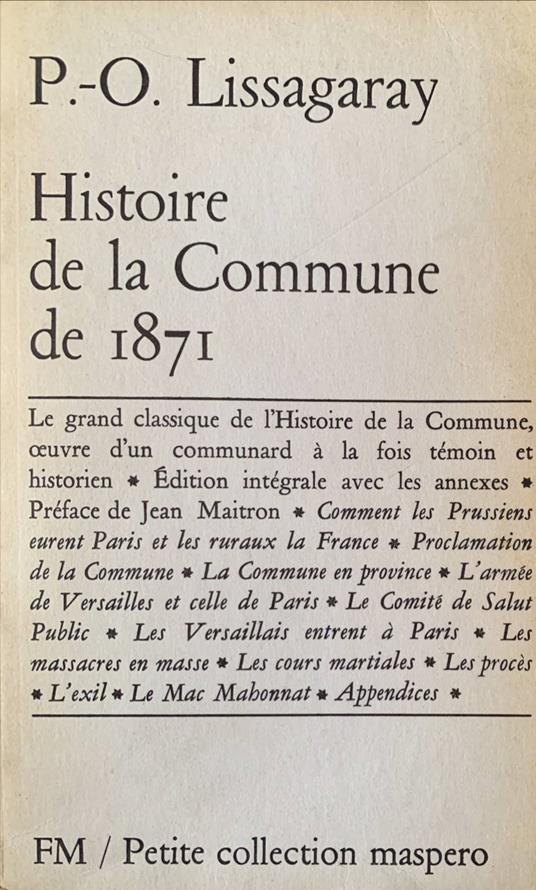 P.-O. Lissagaray
Histoire
de la Commune
de 1871
Le grand classique de l'Histoire de la Commune,
œuvre d'un communard à la fois témoin et
historien * Édition intégrale avec les annexes *
Préface de Jean Maitron * Comment les Prussiens
eurent Paris et les ruraux la France * Proclamation
de la Commune * La Commune en province * L'armée
de Versailles et celle de Paris * Le Comité de Salut
Public * Les Versaillais entrent à Paris * Les
massacres en masse * Les cours martiales * Les procès
* L'exil * Le Mac Mahonnat * Appendices *
FM / Petite collection maspero